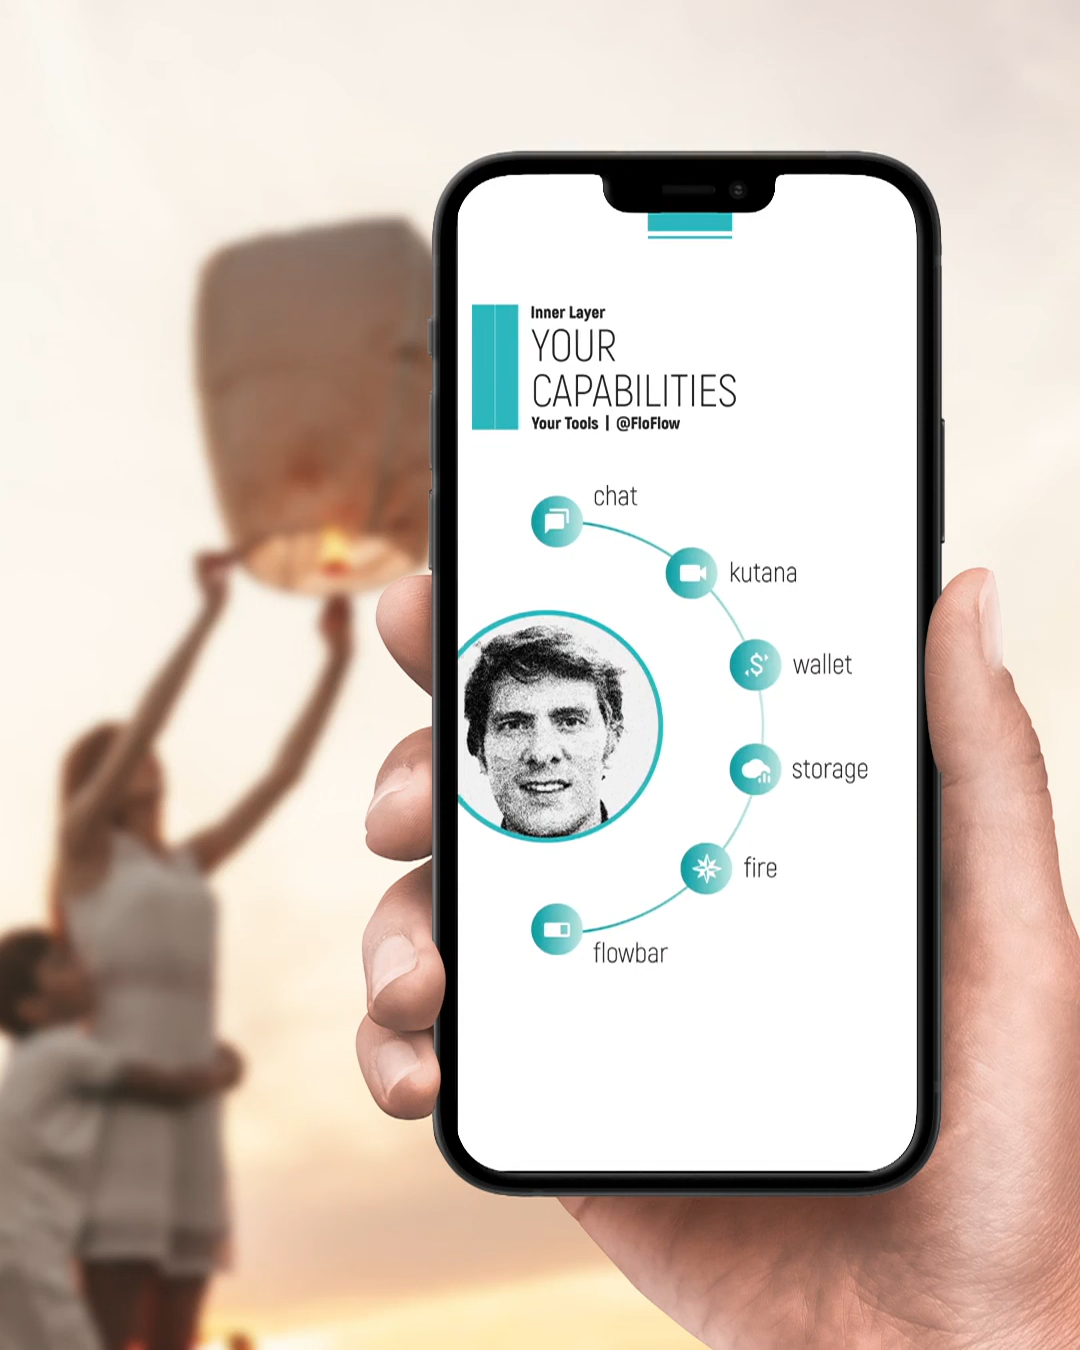 Inner Layer
YOUR
CAPABILITIES
Your Tools | @FloFlow
chat
kutana
wallet
storage
fire
flowbar